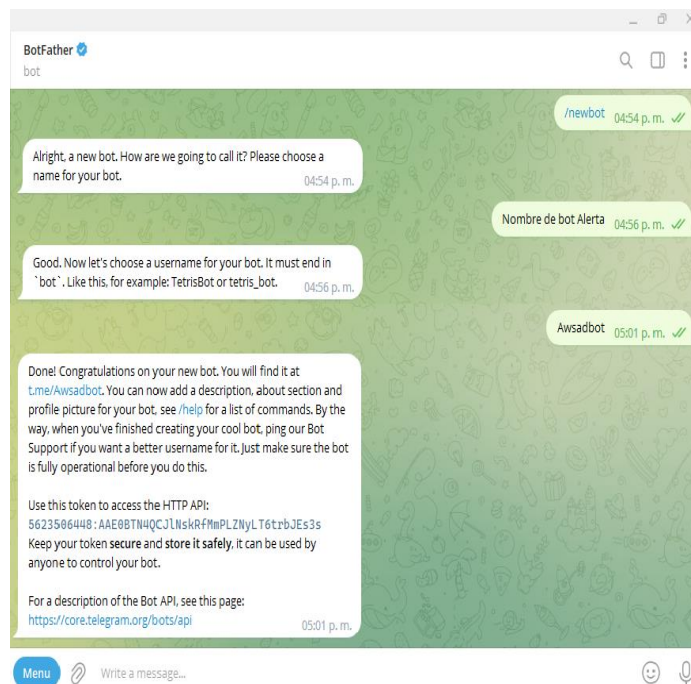 BotFather
bot
/newbot 04:54 p. m.
Alright, a new bot. How are we going to call it? Please choose a
name for your bot.
04:54 p. m.
Nombre de bot Alerta 04:56 p. m.
Good. Now let's choose a username for your bot. It must end in
`bot`. Like this, for example: TetrisBot or tetris_bot.
04:56 p. m.
Awsadbot 05:01 p. m.
Done! Congratulations on your new bot. You will find it at
t.me/Awsadbot. You can now add a description, about section and
profile picture for your bot, see /help for a list of commands. By the
way, when you've finished creating your cool bot, ping our Bot
Support if you want a better username for it. Just make sure the bot
is fully operational before you do this.
Use this token to access the HTTP API:
5623506448:AAE0BTN4QCJlNskRfMmPLZNyLT6trbJEs3s
Keep your token secure and store it safely, it can be used by
anyone to control your bot.
For a description of the Bot API, see this page:
https://core.telegram.org/bots/api
05:01 p. m.
Menu
Write a message...